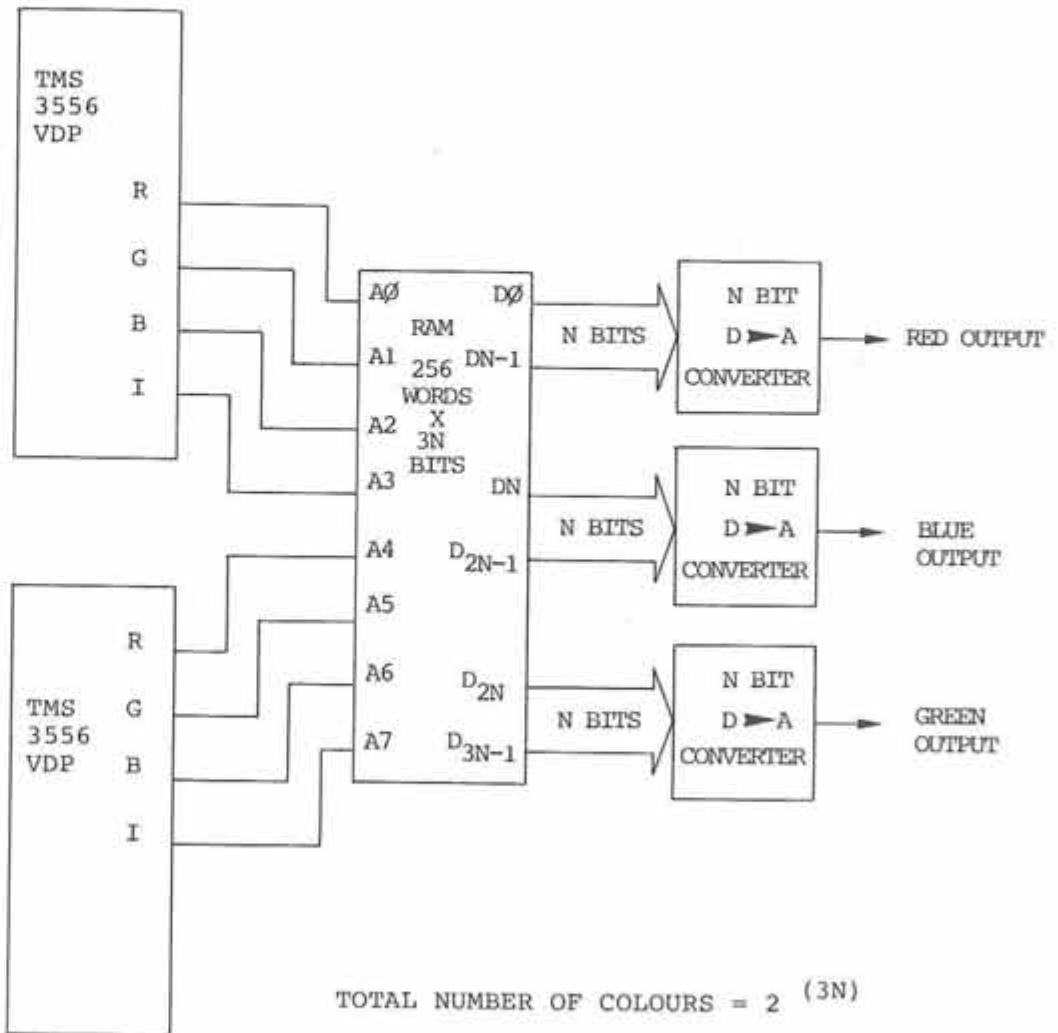 TMS
3556
VDP
R
G
B
I
TMS
3556
VDP
R
G
B
I
AØ
A1
A2
A3
A4
A5
A6
A7
RAM
256
WORDS
X
3N
BITS
DØ
DN-1
DN
D2N-1
D2N
D3N-1
N BITS
N BITS
N BITS
N BIT
D►A
CONVERTER
RED OUTPUT
N BIT
D►A
CONVERTER
BLUE
OUTPUT
N BIT
D►A
CONVERTER
GREEN
OUTPUT
TOTAL NUMBER OF COLOURS = 2 (3N)